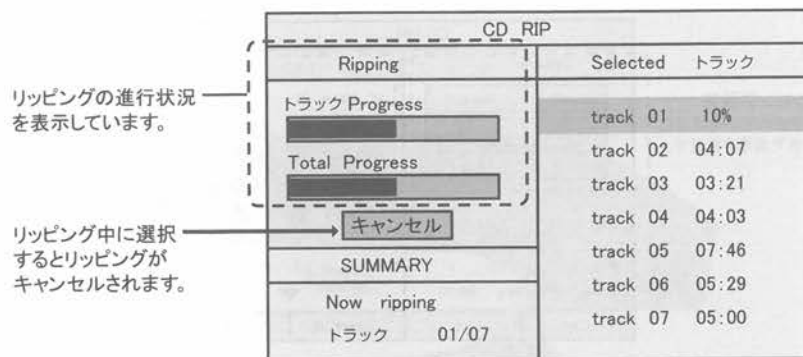 CD RIP
Ripping
Selected トラック
リッピングの進行状況
を表示しています。
トラック Progress
Total Progress
キャンセル
リッピング中に選択
するとリッピングが
キャンセルされます。
SUMMARY
Now ripping
トラック 01/07
track 01 10%
track 02 04:07
track 03 03:21
track 04 04:03
track 05 07:46
track 06 05:29
track 07 05:00